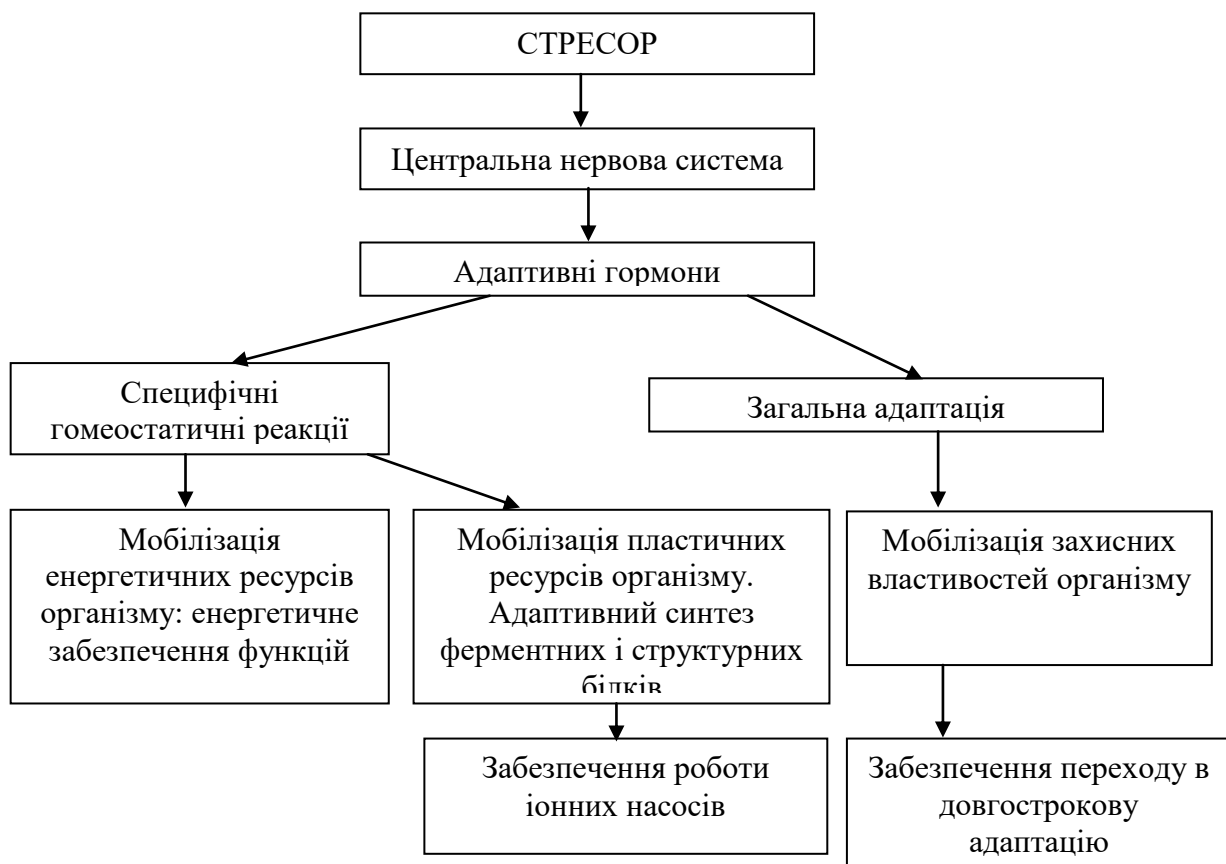 СТРЕСОР
Центральна нервова система
Адаптивні гормони
Специфічні
гомеостатичні реакції
Загальна адаптація
Мобілізація
енергетичних ресурсів
організму: енергетичне
забезпечення функцій
Мобілізація пластичних
ресурсів організму.
Адаптивний синтез
ферментних і структурних
білків
Мобілізація захисних
властивостей організму
Забезпечення роботи
іонних насосів
Забезпечення переходу в
довгострокову
адаптацію